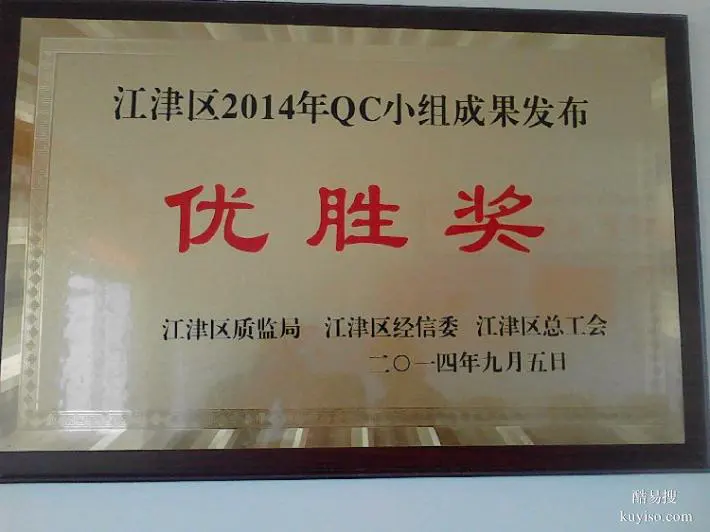 江津区2014年QC小组成果发布
优胜奖
江津区质监局 江津区经信委 江津区总工会
二〇一四年九月五日
酷易搜
kuyiso.com